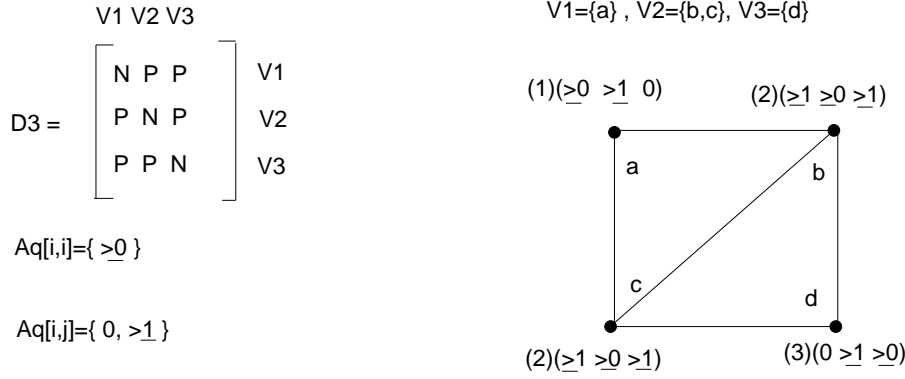 V1 V2 V3
D3 =
N P P V1
P N P V2
P P N V3
Aq[i,i]={ ≥0 }
Aq[i,j]={ 0, ≥1 }
V1={a} , V2={b,c}, V3={d}
(1)(≥0 ≥1 0)
(2)(≥1 ≥0 ≥1)
a
b
c
d
(2)(≥1 ≥0 ≥1)
(3)(0 ≥1 ≥0)